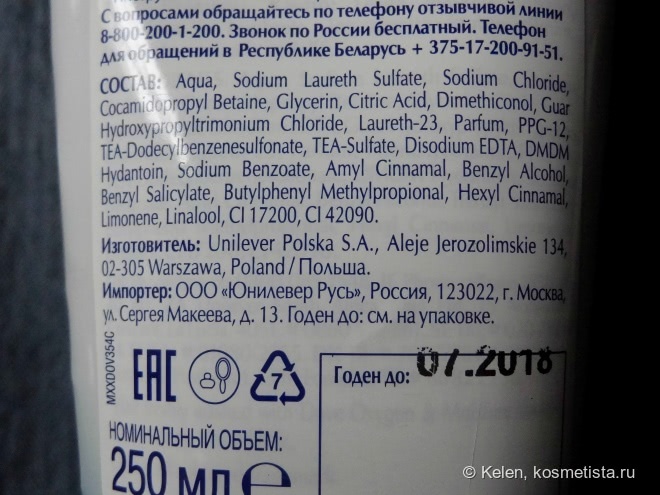 С вопросами обращайтесь по телефону отзывчивой линии
8-800-200-1-200. Звонок по России бесплатный. Телефон
для обращений в Республике Беларусь + 375-17-200-91-51.
СОСТАВ: Aqua, Sodium Laureth Sulfate, Sodium Chloride,
Cocamidopropyl Betaine, Glycerin, Citric Acid, Dimethiconol, Guar
Hydroxypropyltrimonium Chloride, Laureth-23, Parfum, PPG-12,
TEA-Dodecylbenzenesulfonate, TEA-Sulfate, Disodium EDTA, DMDM
Hydantoin, Sodium Benzoate, Amyl Cinnamal, Benzyl Alcohol,
Benzyl Salicylate, Butylphenyl Methylpropional, Hexyl Cinnamal,
Limonene, Linalool, CI 17200, CI 42090.
Изготовитель: Unilever Polska S.A., Aleje Jerozolimskie 134,
02-305 Warszawa, Poland / Польша.
Импортер: ООО «Юнилевер Русь», Россия, 123022, г. Москва,
ул. Сергея Макеева, д. 13. Годен до: см. на упаковке.
MXXDOV354C
ЕАС
7
Годен до: 07.2018
НОМИНАЛЬНЫЙ ОБЪЕМ:
250 мл ℮
© Kelen, kosmetista.ru